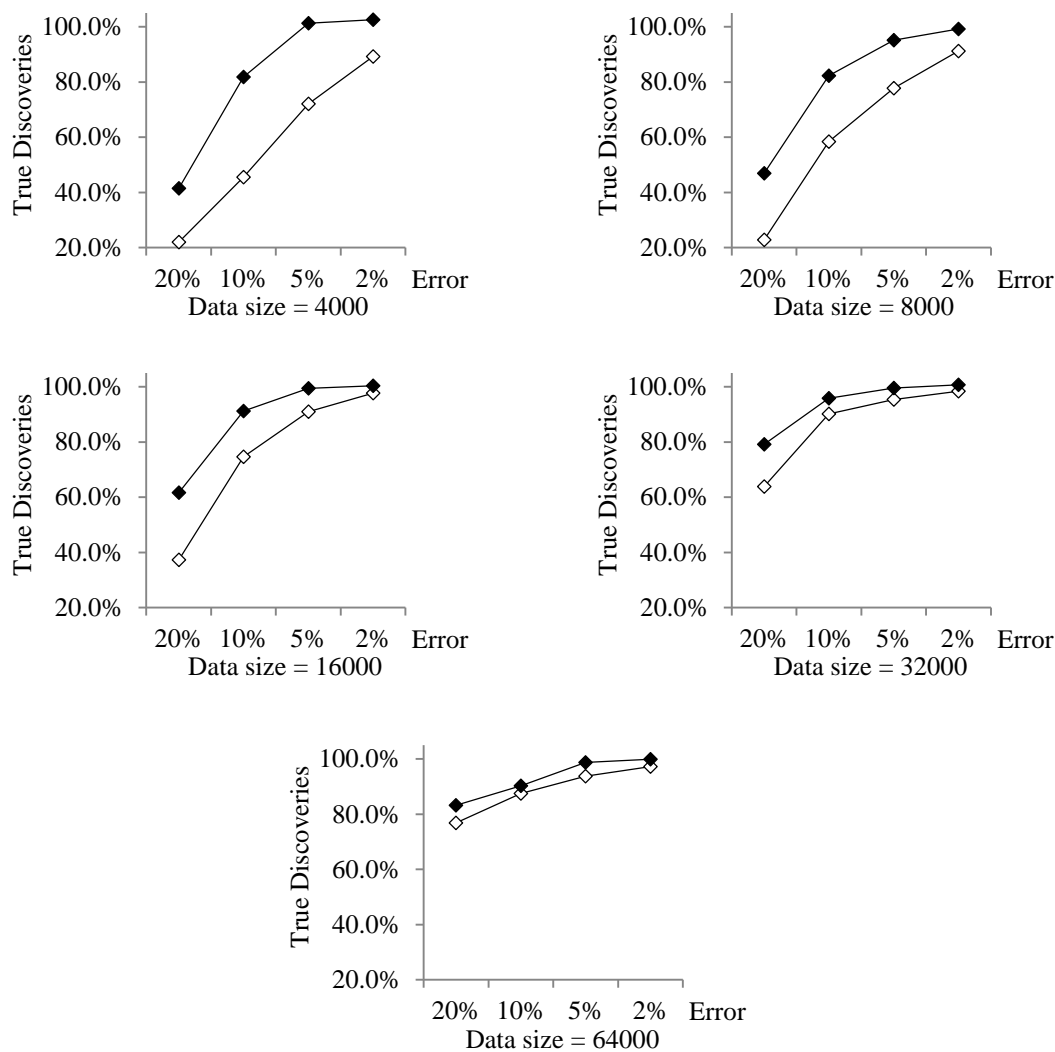 True Discoveries
100.0%
80.0%
60.0%
40.0%
20.0%
20% 10% 5% 2% Error
Data size = 4000
True Discoveries
100.0%
80.0%
60.0%
40.0%
20.0%
20% 10% 5% 2% Error
Data size = 8000
True Discoveries
100.0%
80.0%
60.0%
40.0%
20.0%
20% 10% 5% 2% Error
Data size = 16000
True Discoveries
100.0%
80.0%
60.0%
40.0%
20.0%
20% 10% 5% 2% Error
Data size = 32000
True Discoveries
100.0%
80.0%
60.0%
40.0%
20.0%
20% 10% 5% 2% Error
Data size = 64000